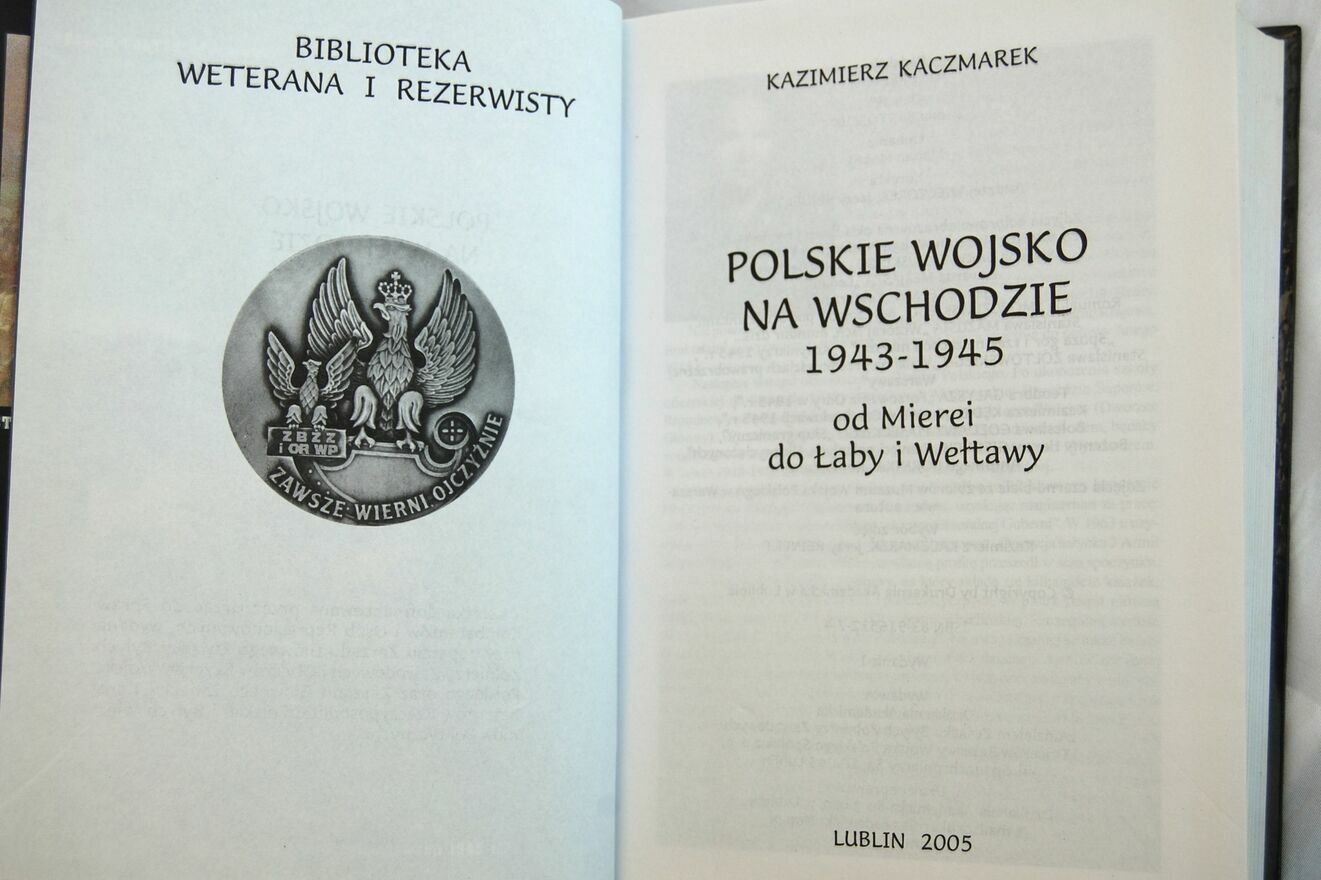 BIBLIOTEKA
WETERANA I REZERWISTY
ZBŻZ
i OR WP
ZAWSZE·WIERNI·OJCZYŹNIE
KAZIMIERZ KACZMAREK
POLSKIE WOJSKO
NA WSCHODZIE
1943-1945
od Mierei
do Łaby i Wełtawy
LUBLIN 2005